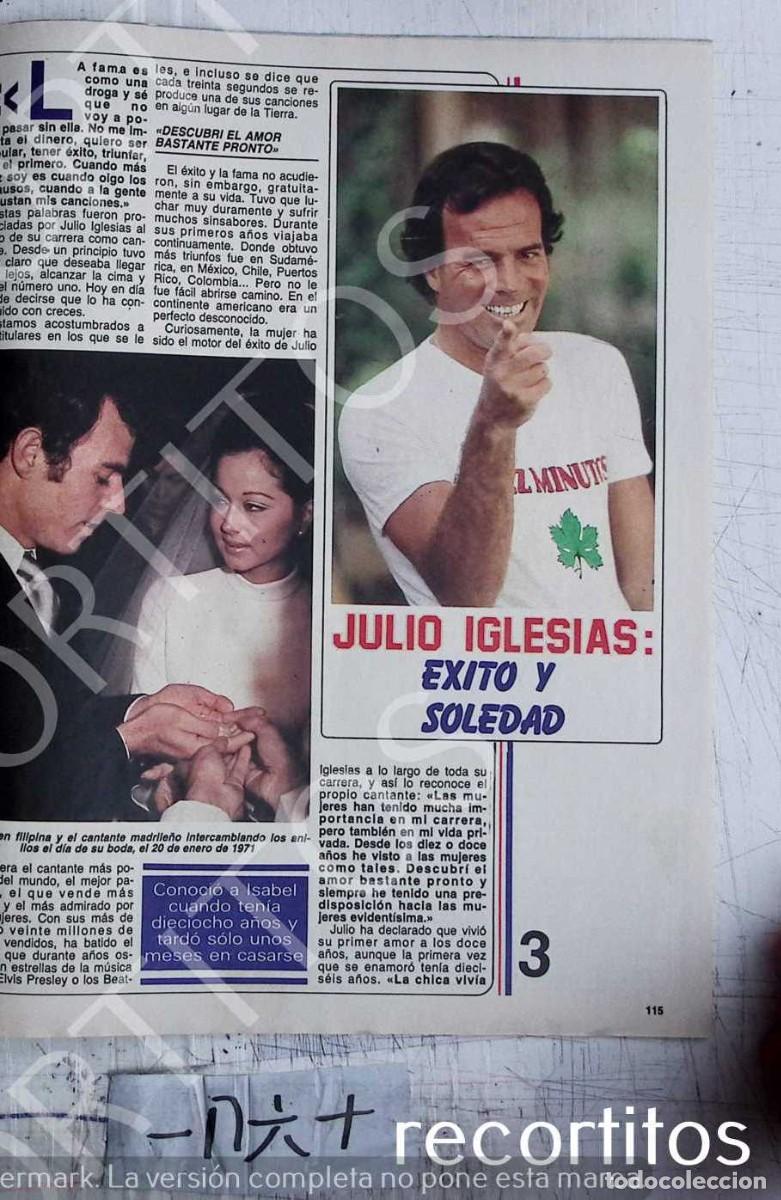 «L
A fama es
como una
droga y sé
que no
voy a po-
pasar sin ella. No me im-
ta el dinero, quiero ser
ular, tener éxito, triunfar,
el primero. Cuando más
soy es cuando oigo los
ausos, cuando a la gente
ustan mis canciones.»
stas palabras fueron pro-
ciadas por Julio Iglesias al
o de su carrera como can-
e. Desde un principio tuvo
claro que deseaba llegar
lejos, alcanzar la cima y
el número uno. Hoy en día
de decirse que lo ha con-
uido con creces.
stamos acostumbrados a
titulares en los que se le
les, e incluso se dice que
cada treinta segundos se re-
produce una de sus canciones
en algún lugar de la Tierra.
«DESCUBRI EL AMOR
BASTANTE PRONTO»
El éxito y la fama no acudie-
ron, sin embargo, gratuita-
mente a su vida. Tuvo que lu-
char muy duramente y sufrir
muchos sinsabores. Durante
sus primeros años viajaba
continuamente. Donde obtuvo
más triunfos fue en Sudamé-
rica, en México, Chile, Puertos
Rico, Colombia... Pero no le
fue fácil abrirse camino. En el
continente americano era un
perfecto desconocido.
Curiosamente, la mujer ha
sido el motor del éxito de Julio
EZ MINUTOS
JULIO IGLESIAS:
EXITO Y
SOLEDAD
en filipina y el cantante madrileño intercambiando los ani-
llos el día de su boda, el 20 de enero de 1971
era el cantante más po-
del mundo, el mejor pa-
, el que vende más
y el más admirado por
ujeres. Con sus más de
o veinte millones de
vendidos, ha batido el
que durante años os-
n estrellas de la música
Elvis Presley o los Beat-
Conoció a Isabel
cuando tenía
dieciocho años y
tardó sólo unos
meses en casarse
Iglesias a lo largo de toda su
carrera, y así lo reconoce el
propio cantante: «Las mu-
jeres han tenido mucha im-
portancia en mi carrera,
pero también en mi vida pri-
vada. Desde los diez o doce
años he visto a las mujeres
como tales. Descubrí el
amor bastante pronto y
siempre he tenido una pre-
disposición hacia las mu-
jeres evidentísima.»
Julio ha declarado que vivió
su primer amor a los doce
años, aunque la primera vez
que se enamoró tenía dieci-
séis años. «La chica vivía
3
115
recortitos
ermark. La versión completa no pone esta marca
todocoleccion